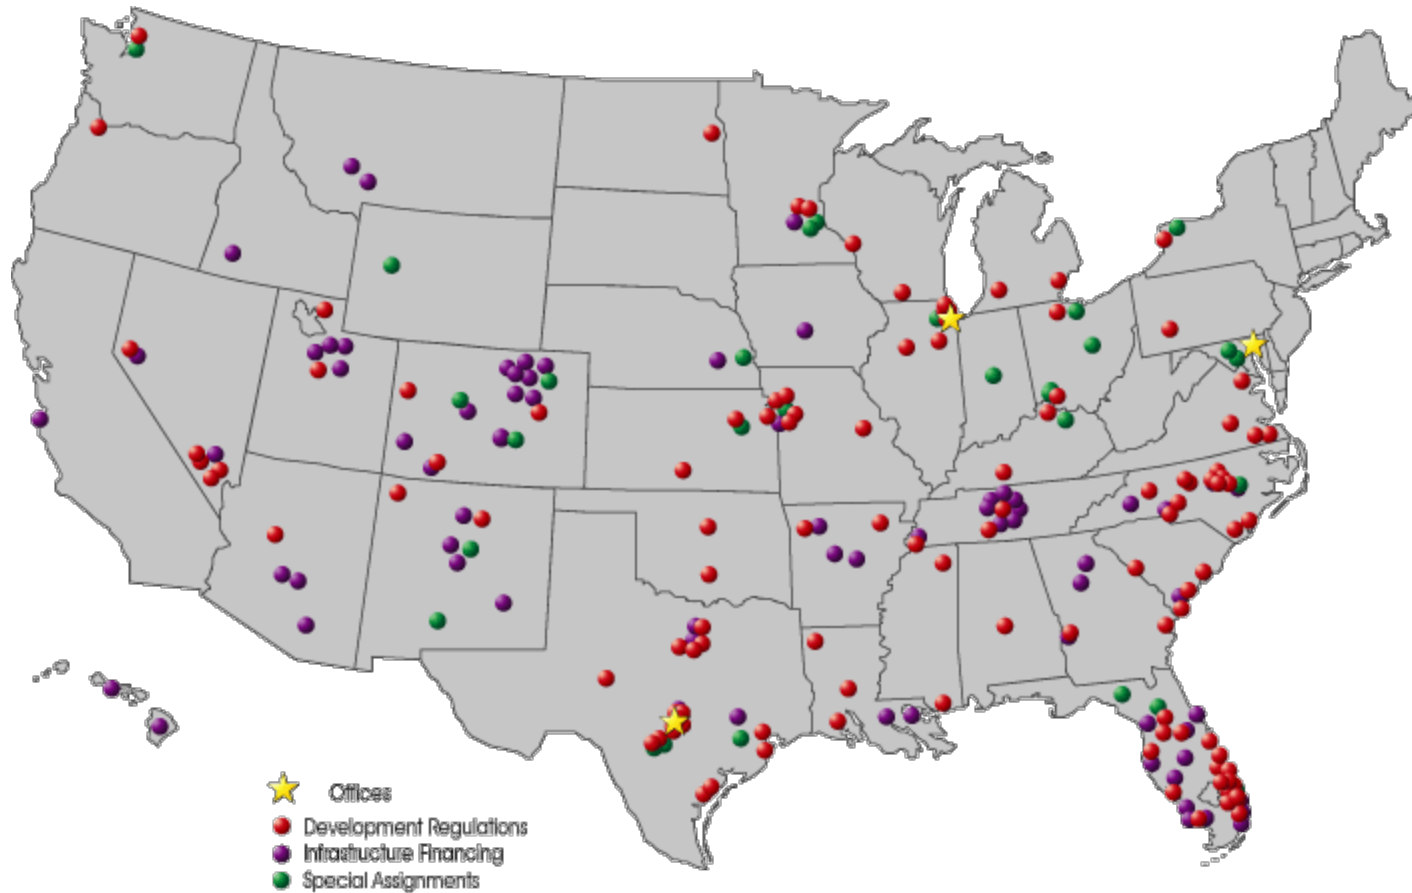 Offices
Development Regulations
Infrastructure Financing
Special Assignments